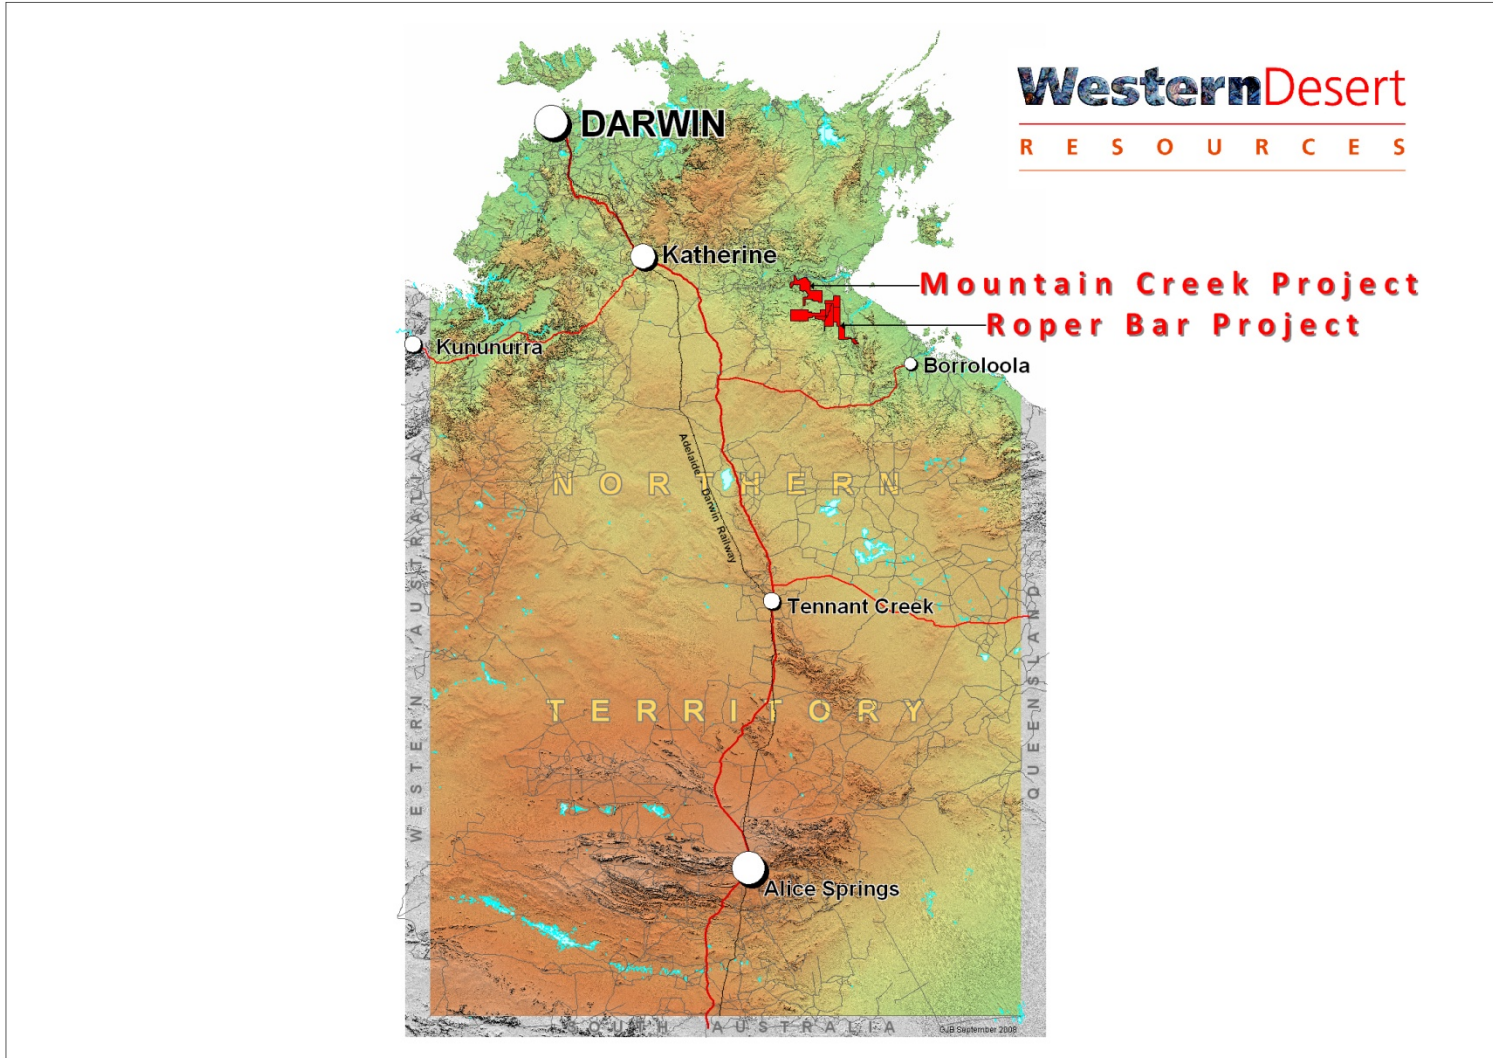 WesternDesert
RESOURCES
DARWIN
Katherine
Mountain Creek Project
Roper Bar Project
Kununurra
Borroloola
Adelaide Darwin Railway
NORTHERN
WESTERN AUSTRALIA
Tennant Creek
QUEENSLAND
TERRITORY
Alice Springs
SOUTH AUSTRALIA
GJB September 2008